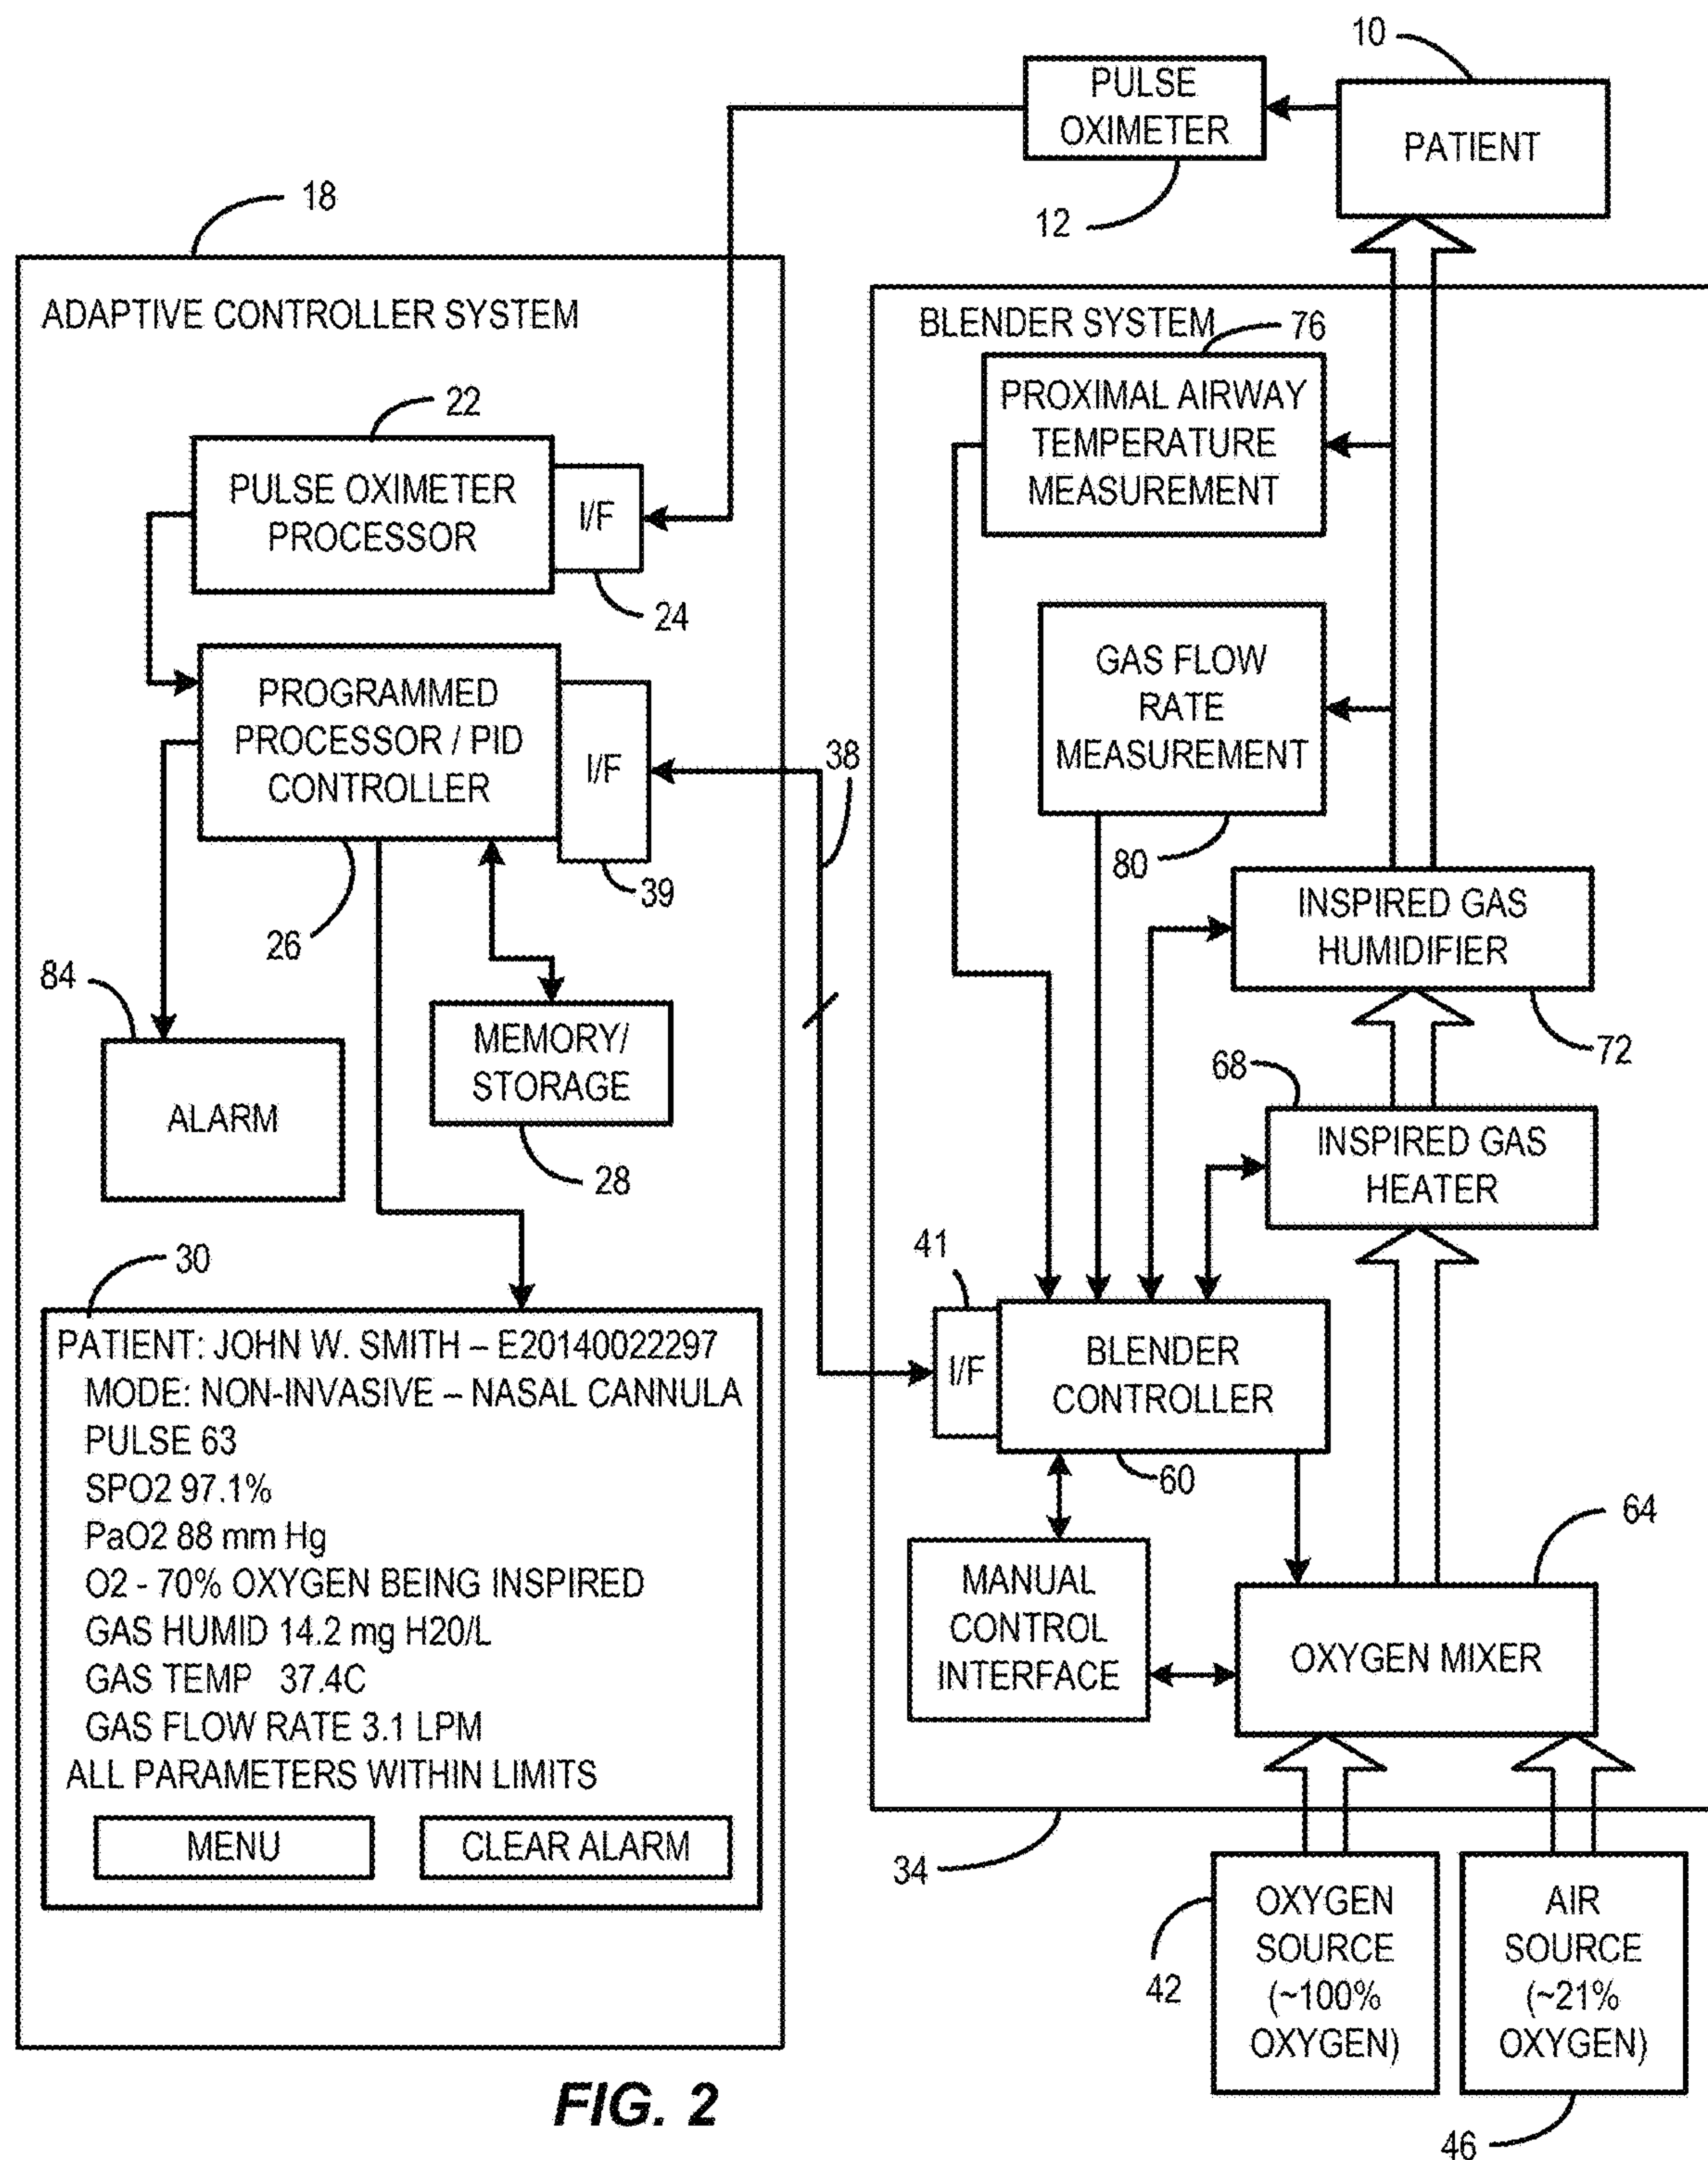 10
PULSE
OXIMETER
PATIENT
12
18
ADAPTIVE CONTROLLER SYSTEM
BLENDER SYSTEM
76
PROXIMAL AIRWAY
TEMPERATURE
MEASUREMENT
22
PULSE OXIMETER
PROCESSOR
I/F
24
GAS FLOW
RATE
MEASUREMENT
80
PROGRAMMED
PROCESSOR / PID
CONTROLLER
I/F
38
39
26
INSPIRED GAS
HUMIDIFIER
72
84
ALARM
MEMORY/
STORAGE
28
68
INSPIRED GAS
HEATER
41
I/F
BLENDER
CONTROLLER
60
30
PATIENT: JOHN W. SMITH – E20140022297
MODE: NON-INVASIVE – NASAL CANNULA
PULSE 63
SPO2 97.1%
PaO2 88 mm Hg
O2 - 70% OXYGEN BEING INSPIRED
GAS HUMID 14.2 mg H20/L
GAS TEMP 37.4C
GAS FLOW RATE 3.1 LPM
ALL PARAMETERS WITHIN LIMITS
MENU
CLEAR ALARM
64
MANUAL
CONTROL
INTERFACE
OXYGEN MIXER
34
OXYGEN
SOURCE
(~100%
OXYGEN)
42
AIR
SOURCE
(~21%
OXYGEN)
46
FIG. 2